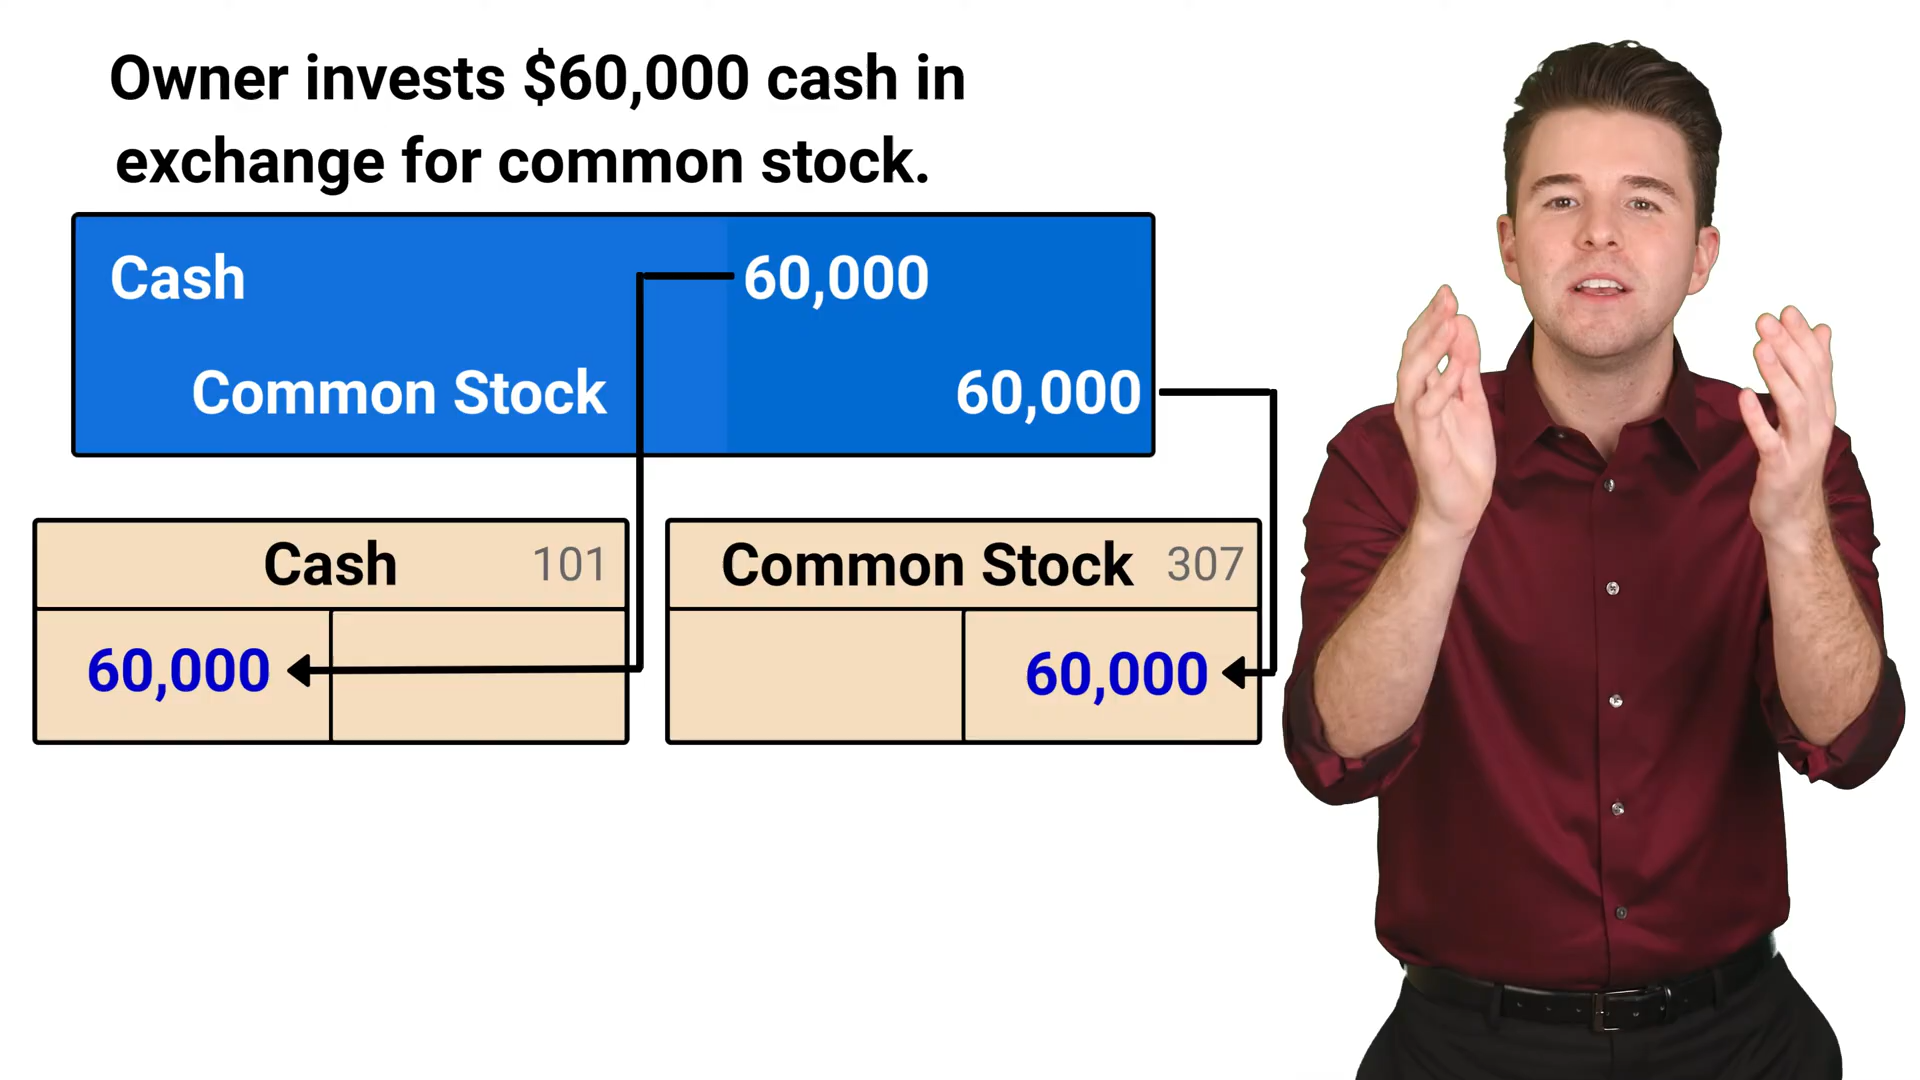 Owner invests $60,000 cash in
exchange for common stock.
Cash 60,000
Common Stock 60,000
Cash 101
60,000
Common Stock 307
60,000